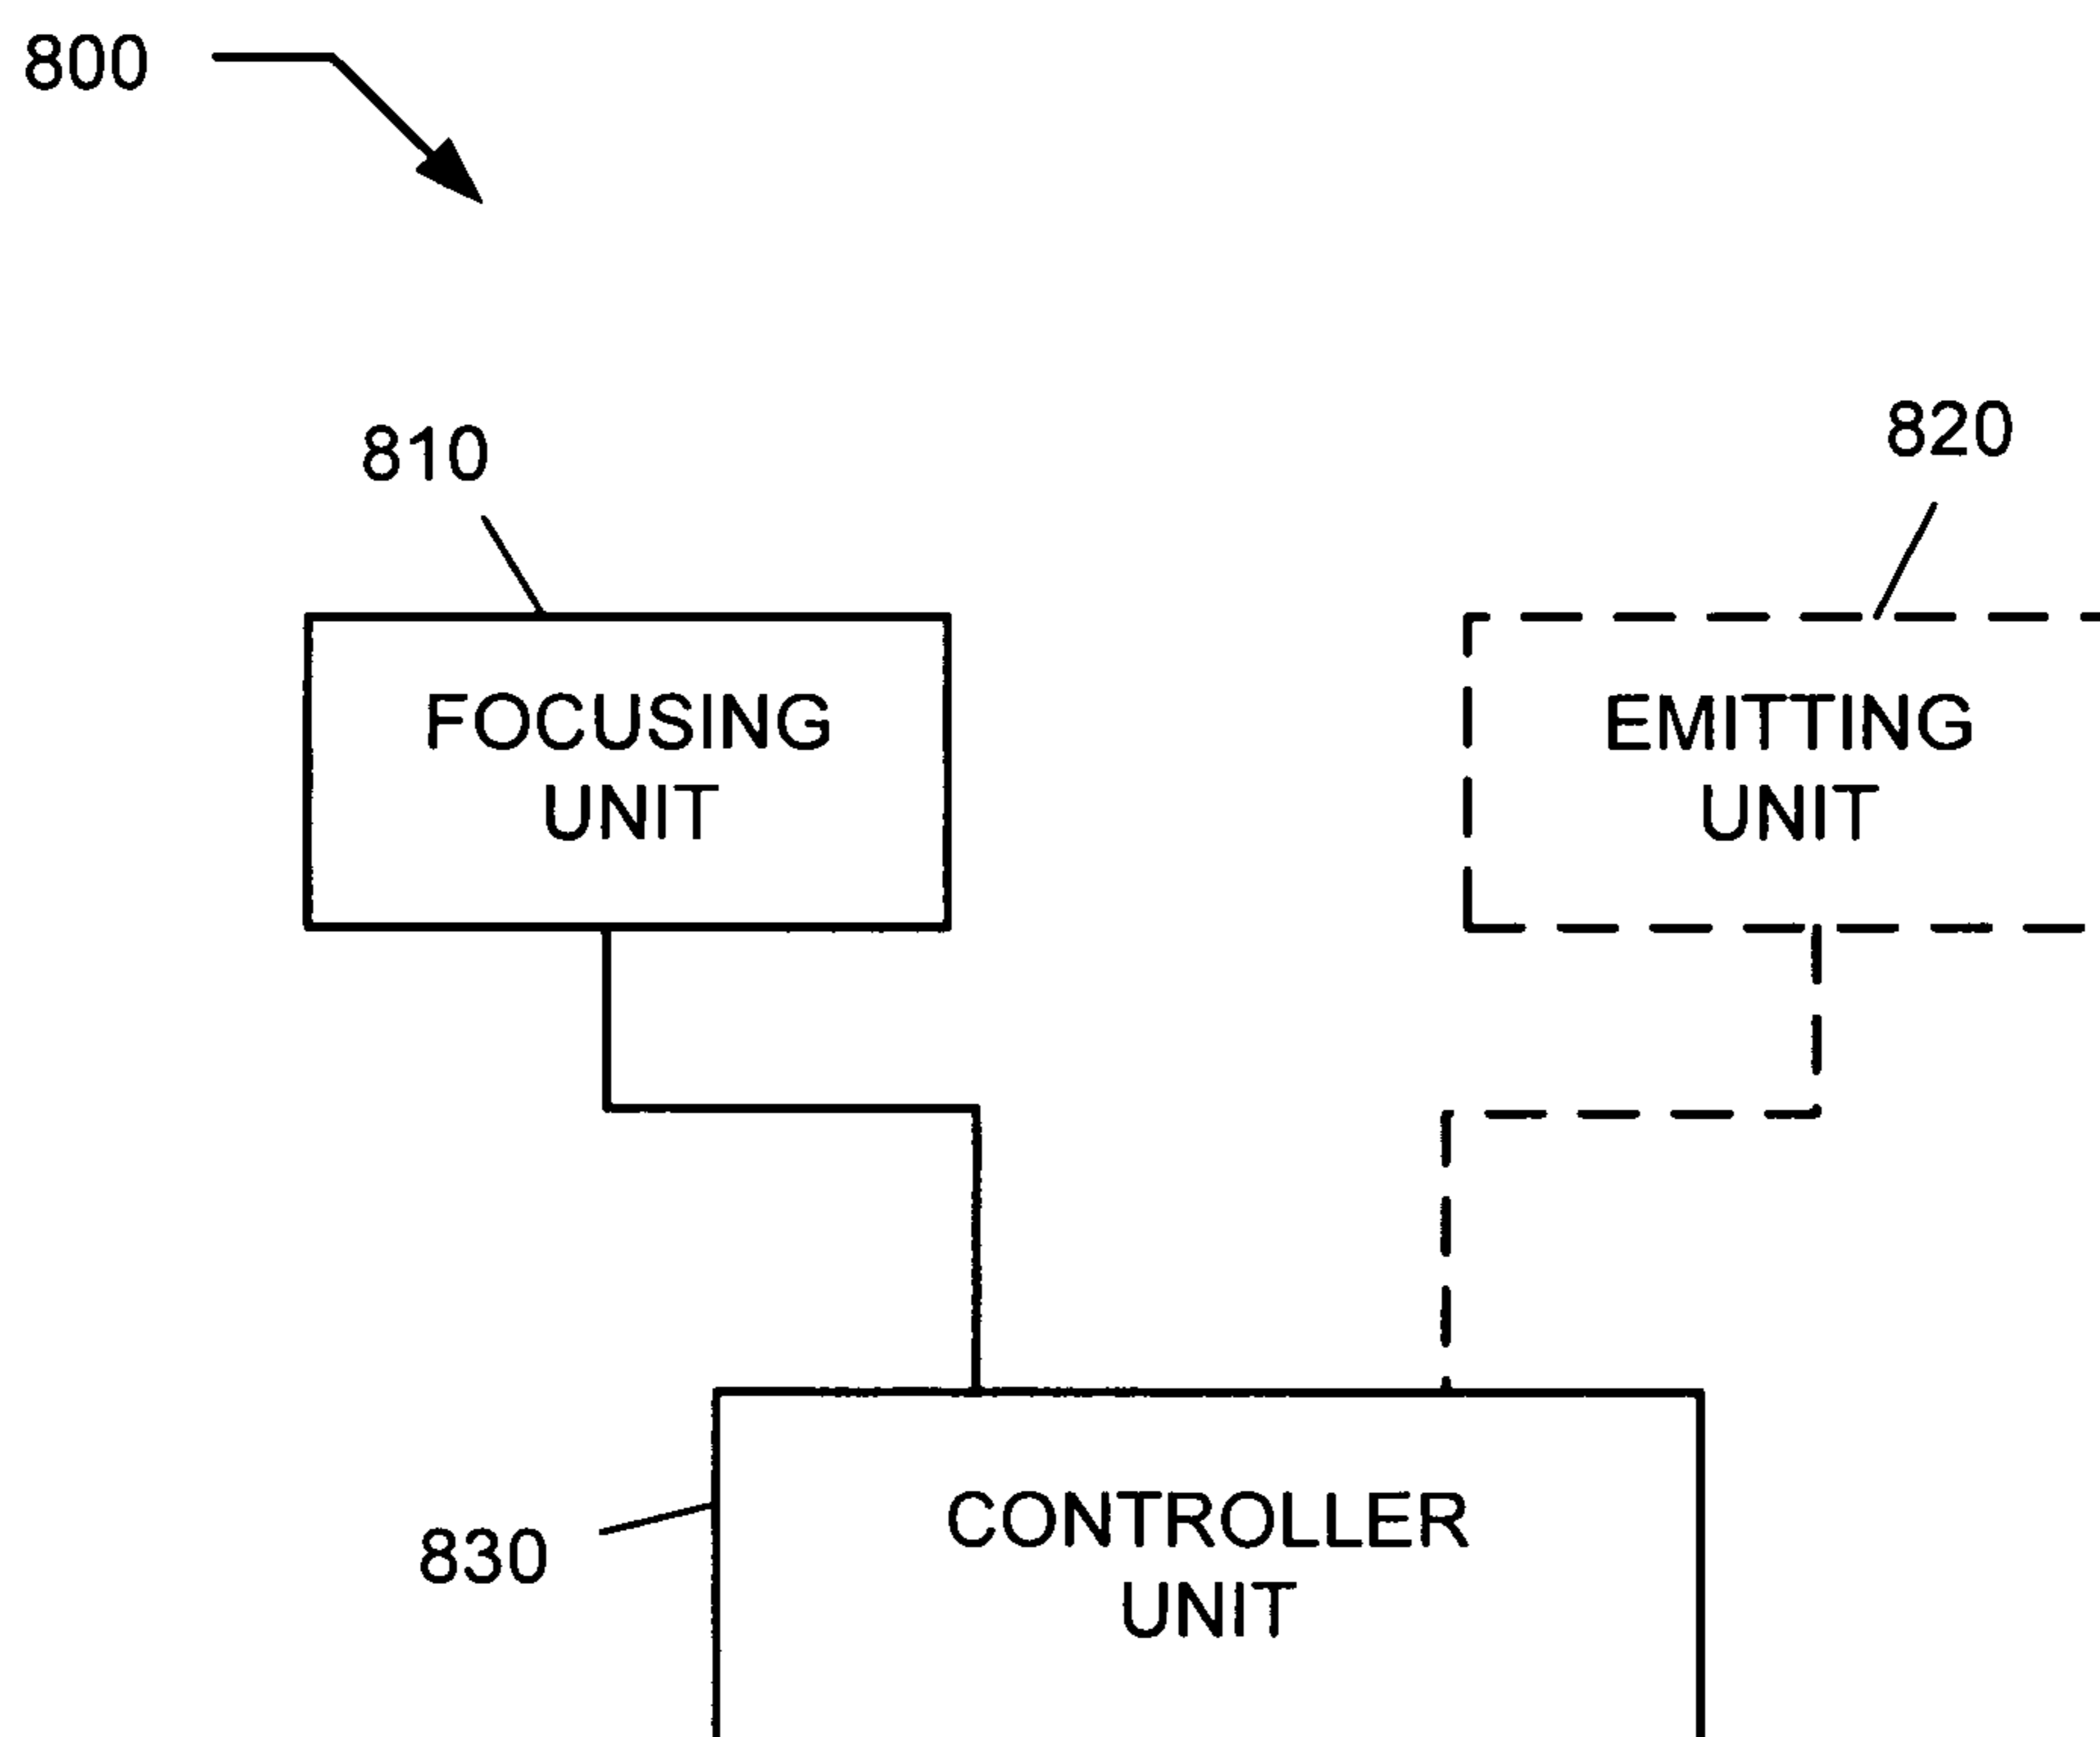 800
810
820
FOCUSING
UNIT
EMITTING
UNIT
830
CONTROLLER
UNIT